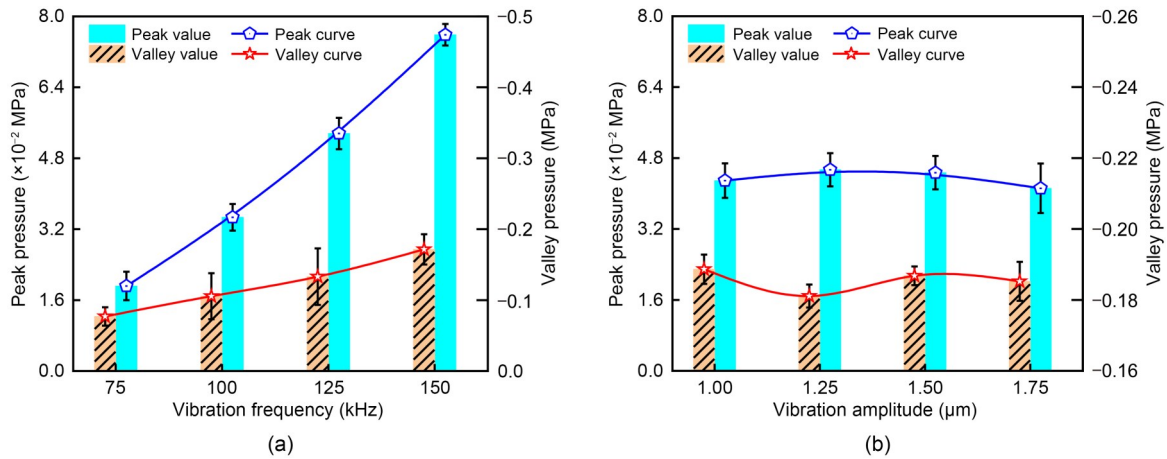 Peak value
Peak curve
Valley value
Valley curve
8.0
6.4
4.8
3.2
1.6
0.0
Peak pressure (×10⁻² MPa)
−0.5
−0.4
−0.3
−0.2
−0.1
0.0
Valley pressure (MPa)
75 100 125 150
Vibration frequency (kHz)
(a)
Peak value
Peak curve
Valley value
Valley curve
8.0
6.4
4.8
3.2
1.6
0.0
Peak pressure (×10⁻² MPa)
−0.26
−0.24
−0.22
−0.20
−0.18
−0.16
Valley pressure (MPa)
1.00 1.25 1.50 1.75
Vibration amplitude (μm)
(b)